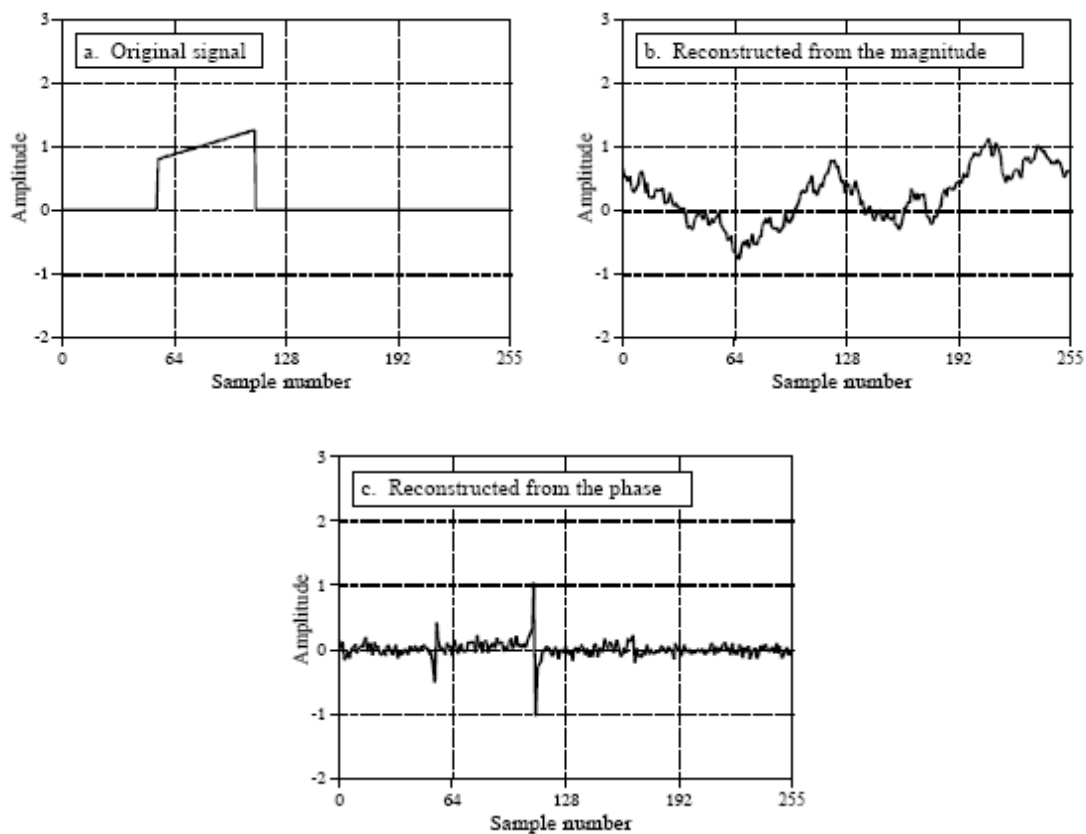 a. Original signal
3
2
1
0
-1
-2
Amplitude
0 64 128 192 255
Sample number
b. Reconstructed from the magnitude
3
2
1
0
-1
-2
Amplitude
0 64 128 192 255
Sample number
c. Reconstructed from the phase
3
2
1
0
-1
-2
Amplitude
0 64 128 192 255
Sample number